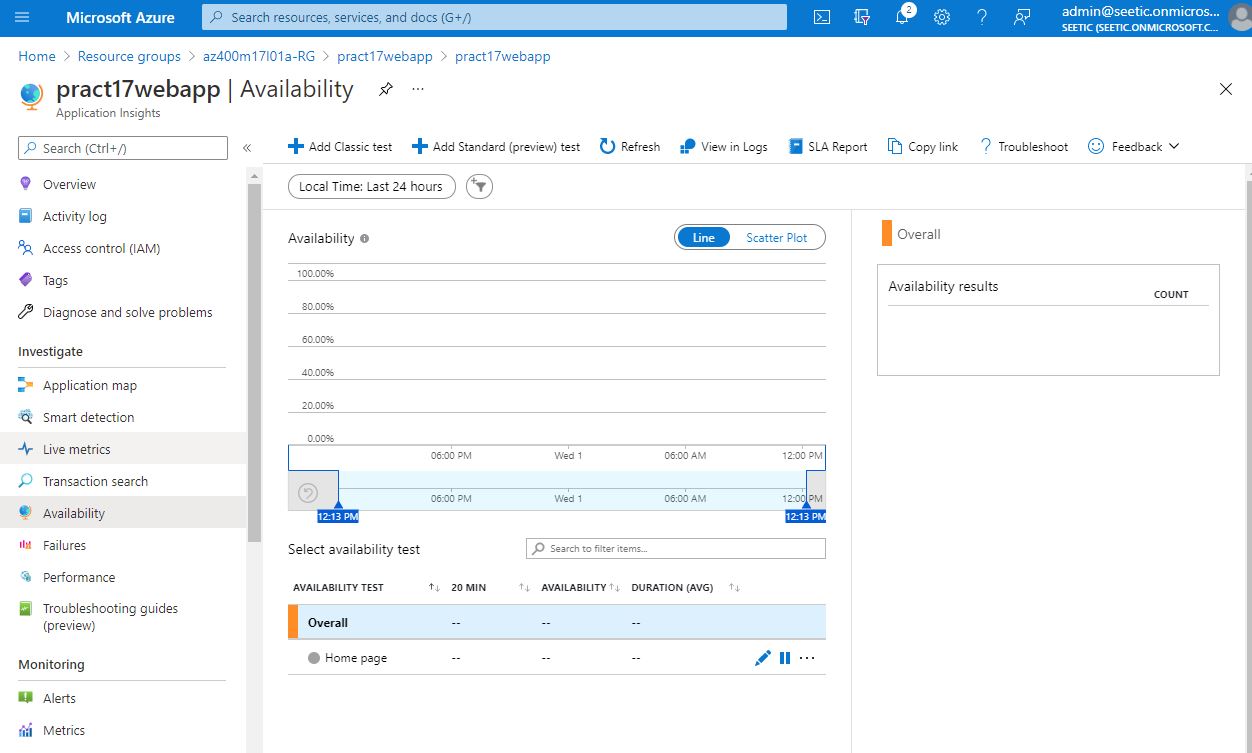 Microsoft Azure
Search resources, services, and docs (G+/)
2
admin@seetic.onmicros...
SEETIC (SEETIC.ONMICROSOFT.C...
Home > Resource groups > az400m17l01a-RG > pract17webapp > pract17webapp
pract17webapp | Availability
Application Insights
Search (Ctrl+/)
Overview
Activity log
Access control (IAM)
Tags
Diagnose and solve problems
Investigate
Application map
Smart detection
Live metrics
Transaction search
Availability
Failures
Performance
Troubleshooting guides
(preview)
Monitoring
Alerts
Metrics
Add Classic test
Add Standard (preview) test
Refresh
View in Logs
SLA Report
Copy link
Troubleshoot
Feedback
Local Time: Last 24 hours
Availability
Line
Scatter Plot
100.00%
80.00%
60.00%
40.00%
20.00%
0.00%
06:00 PM Wed 1 06:00 AM 12:00 PM
06:00 PM Wed 1 06:00 AM 12:00 PM
12:13 PM 12:13 PM
Select availability test
Search to filter items...
AVAILABILITY TEST 20 MIN AVAILABILITY DURATION (AVG)
Overall -- -- --
Home page -- -- --
Overall
Availability results
COUNT